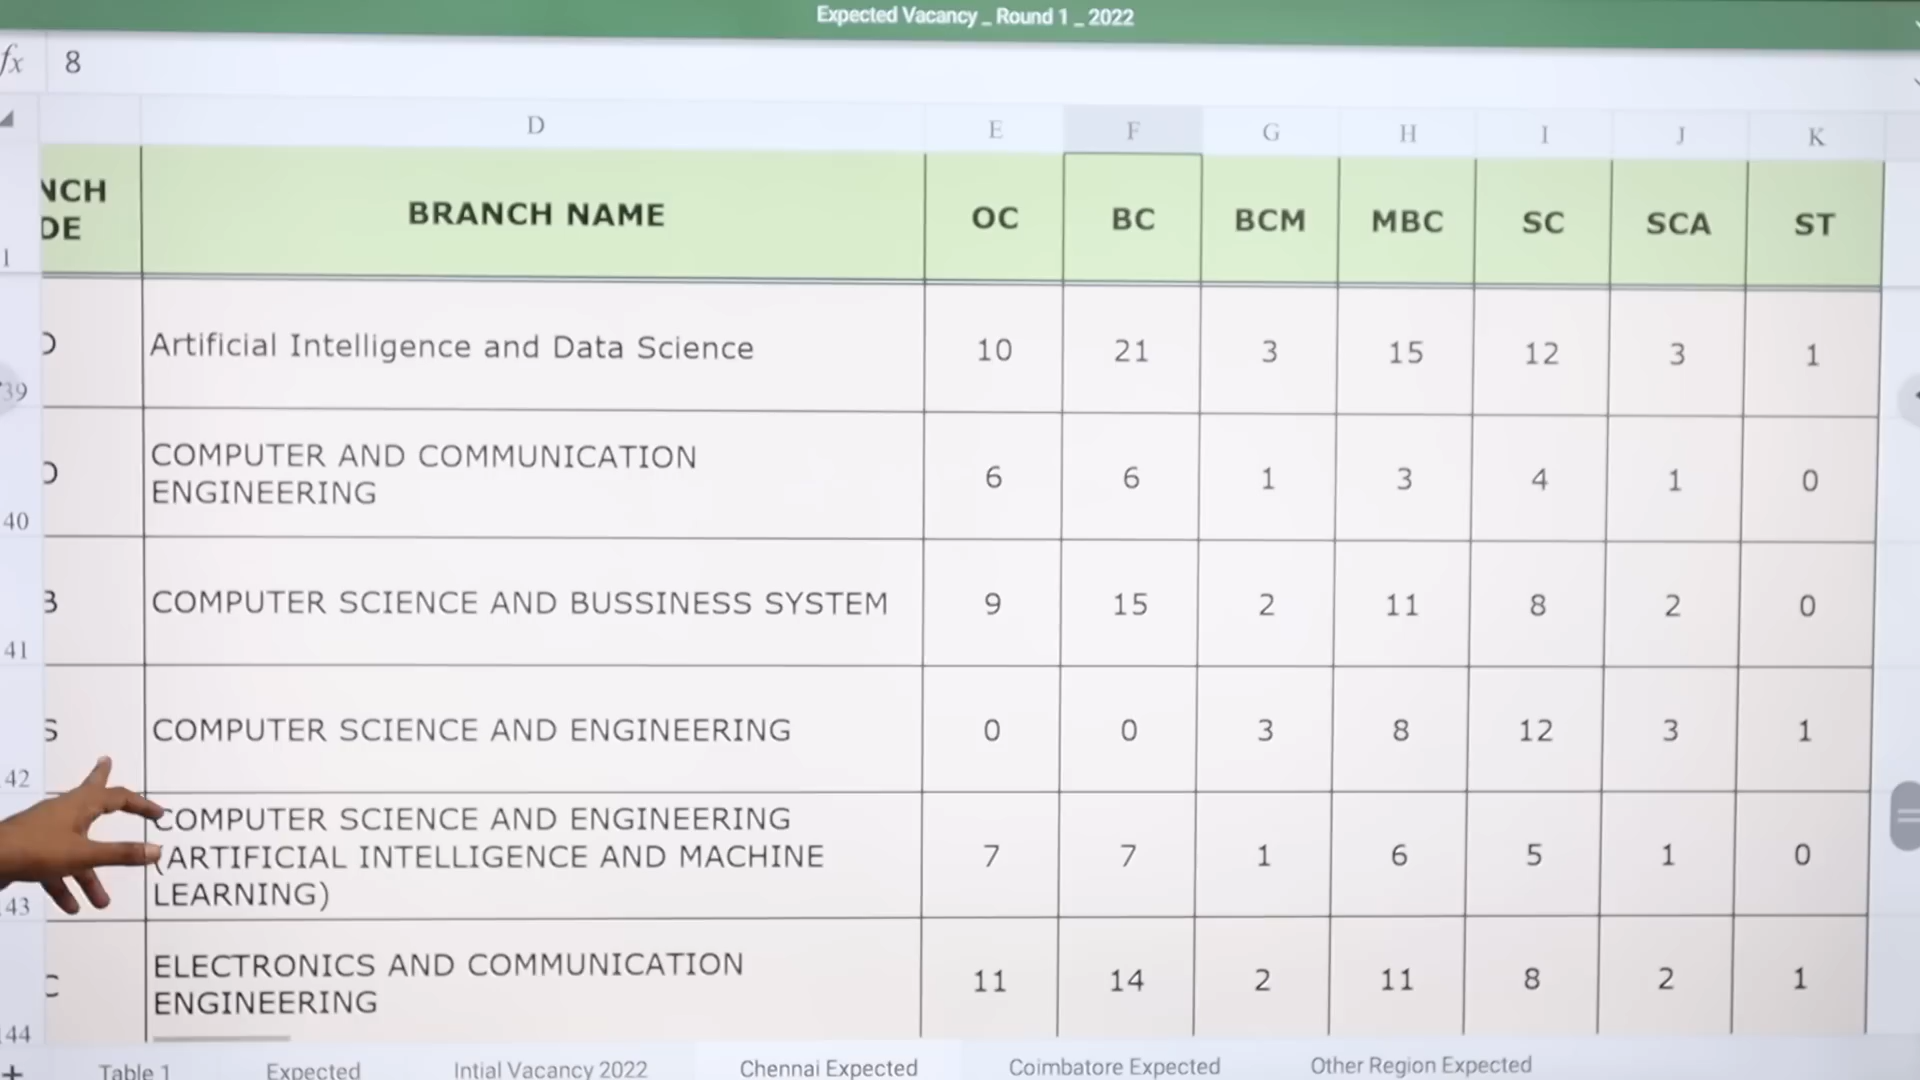 Expected Vacancy _ Round 1 _ 2022
fx 8
D E F G H I J K
NCH
DE
BRANCH NAME OC BC BCM MBC SC SCA ST
1
Artificial Intelligence and Data Science 10 21 3 15 12 3 1
39
COMPUTER AND COMMUNICATION
ENGINEERING
6 6 1 3 4 1 0
40
B COMPUTER SCIENCE AND BUSSINESS SYSTEM 9 15 2 11 8 2 0
41
S COMPUTER SCIENCE AND ENGINEERING 0 0 3 8 12 3 1
42
COMPUTER SCIENCE AND ENGINEERING
(ARTIFICIAL INTELLIGENCE AND MACHINE
LEARNING)
7 7 1 6 5 1 0
43
ELECTRONICS AND COMMUNICATION
ENGINEERING
11 14 2 11 8 2 1
44
+ Table 1 Expected Intial Vacancy 2022 Chennai Expected Coimbatore Expected Other Region Expected